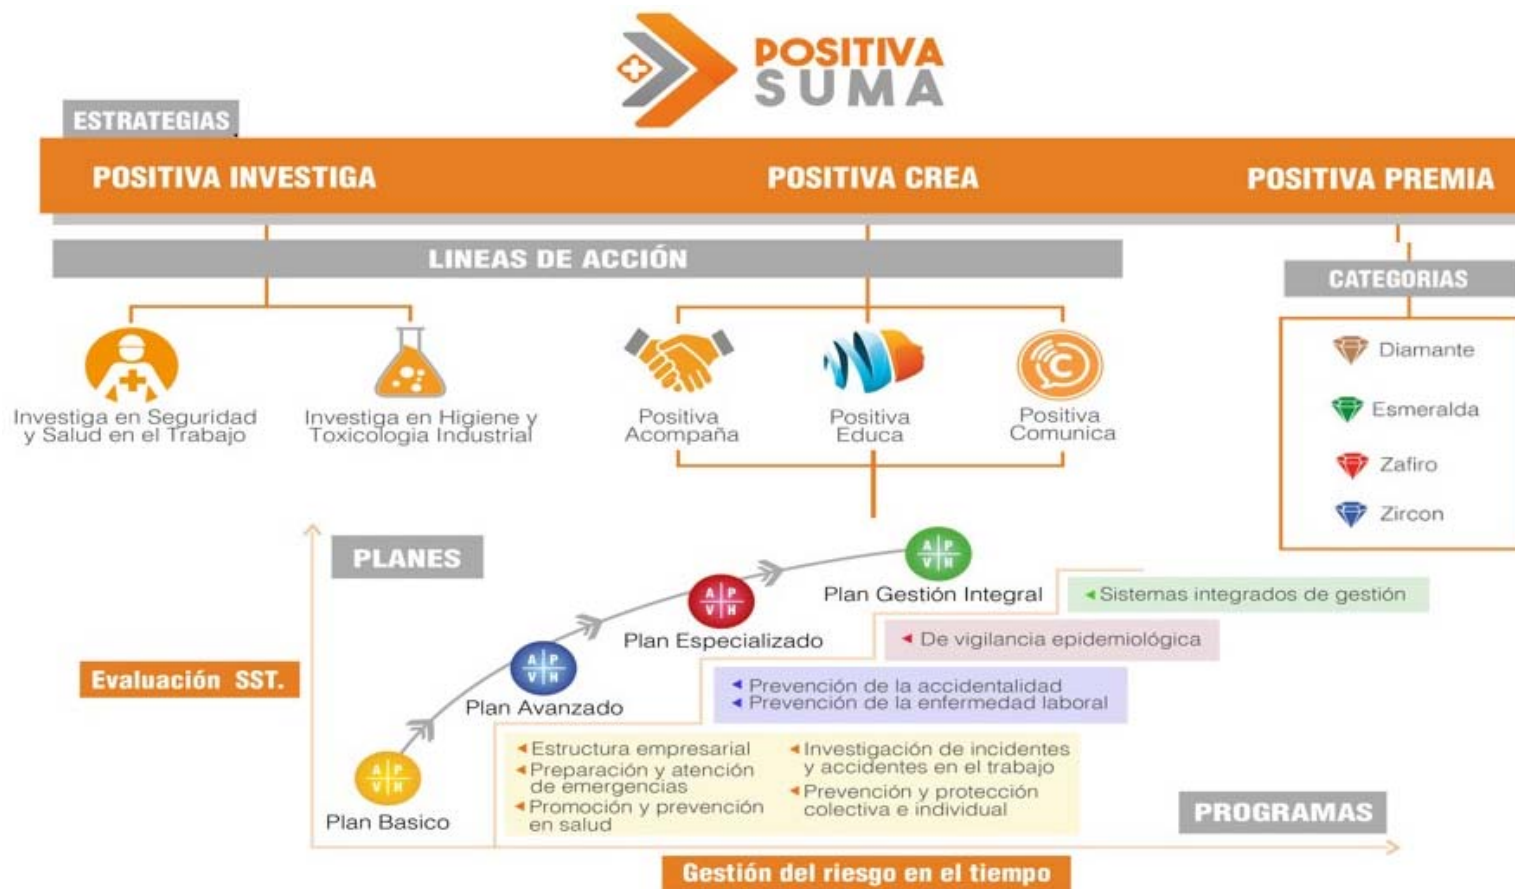 POSITIVA
SUMA
ESTRATEGIAS
POSITIVA INVESTIGA
POSITIVA CREA
POSITIVA PREMIA
LINEAS DE ACCIÓN
CATEGORIAS
Investiga en Seguridad
y Salud en el Trabajo
Investiga en Higiene y
Toxicologia Industrial
Positiva
Acompaña
Positiva
Educa
C
Positiva
Comunica
Diamante
Esmeralda
Zafiro
Zircon
PLANES
A P
V H
Plan Gestión Integral
A P
V H
Plan Especializado
A P
V H
Plan Avanzado
A P
V H
Plan Basico
Sistemas integrados de gestión
De vigilancia epidemiológica
Prevención de la accidentalidad
Prevención de la enfermedad laboral
Estructura empresarial
Preparación y atención
de emergencias
Promoción y prevención
en salud
Investigación de incidentes
y accidentes en el trabajo
Prevención y protección
colectiva e individual
Evaluación SST.
PROGRAMAS
Gestión del riesgo en el tiempo